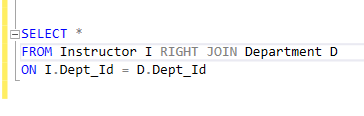 SELECT *
FROM Instructor I RIGHT JOIN Department D
ON I.Dept_Id = D.Dept_Id